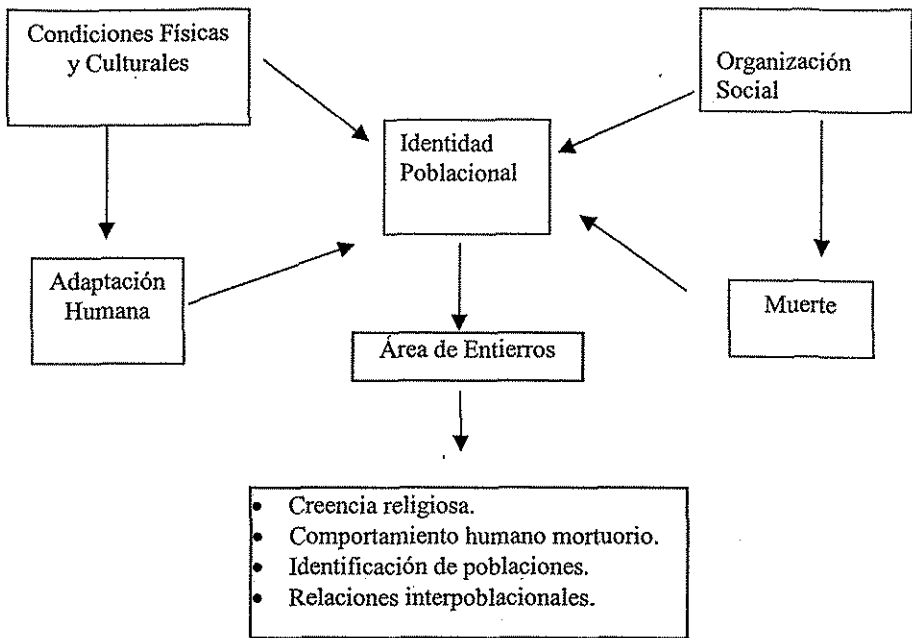 Condiciones Físicas
y Culturales
Organización
Social
Identidad
Poblacional
Adaptación
Humana
Muerte
Área de Entierros
• Creencia religiosa.
• Comportamiento humano mortuorio.
• Identificación de poblaciones.
• Relaciones interpoblacionales.